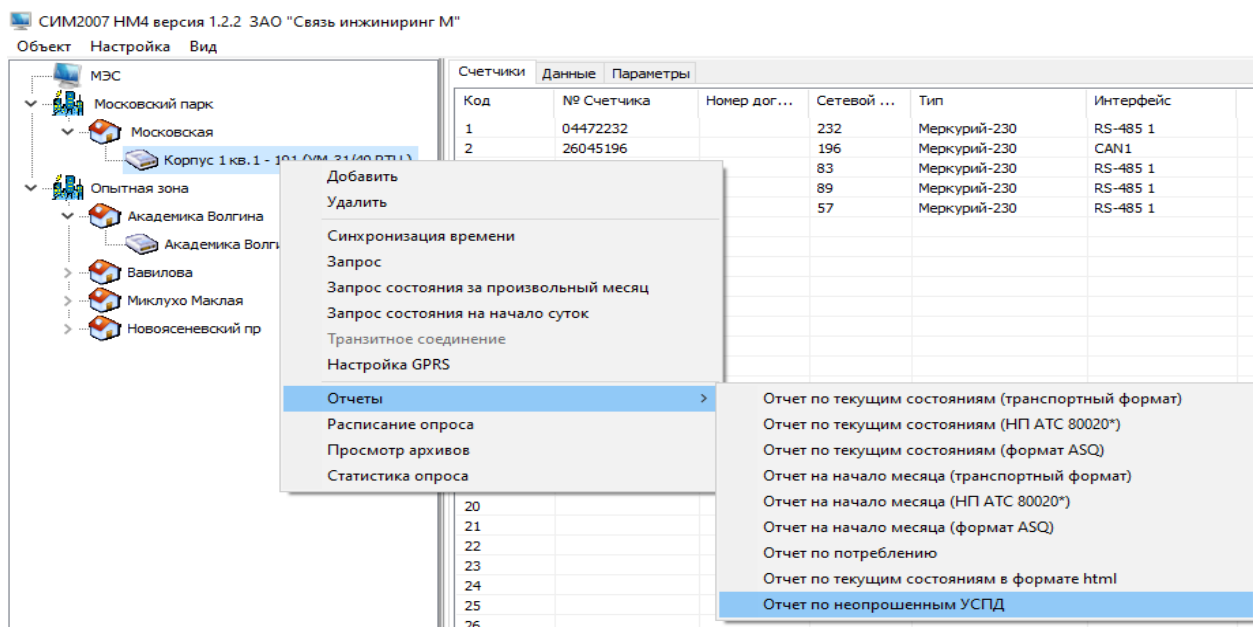 СИМ2007 НМ4 версия 1.2.2 ЗАО "Связь инжиниринг М"
Объект Настройка Вид
МЭС
Московский парк
Московская
Корпус 1 кв.1 -
Опытная зона
Академика Волгина
Академика
Вавилова
Миклухо Маклая
Новоясеневский пр
Счетчики Данные Параметры
Код № Счетчика Номер дог... Сетевой ... Тип Интерфейс
1 04472232 232 Меркурий-230 RS-485 1
2 26045196 196 Меркурий-230 CAN1
83 Меркурий-230 RS-485 1
89 Меркурий-230 RS-485 1
57 Меркурий-230 RS-485 1
20
21
22
23
24
25
26
Добавить
Удалить
Синхронизация времени
Запрос
Запрос состояния за произвольный месяц
Запрос состояния на начало суток
Транзитное соединение
Настройка GPRS
Отчеты
Расписание опроса
Просмотр архивов
Статистика опроса
Отчет по текущим состояниям (транспортный формат)
Отчет по текущим состояниям (НП АТС 80020*)
Отчет по текущим состояниям (формат ASQ)
Отчет на начало месяца (транспортный формат)
Отчет на начало месяца (НП АТС 80020*)
Отчет на начало месяца (формат ASQ)
Отчет по потреблению
Отчет по текущим состояниям в формате html
Отчет по неопрошенным УСПД